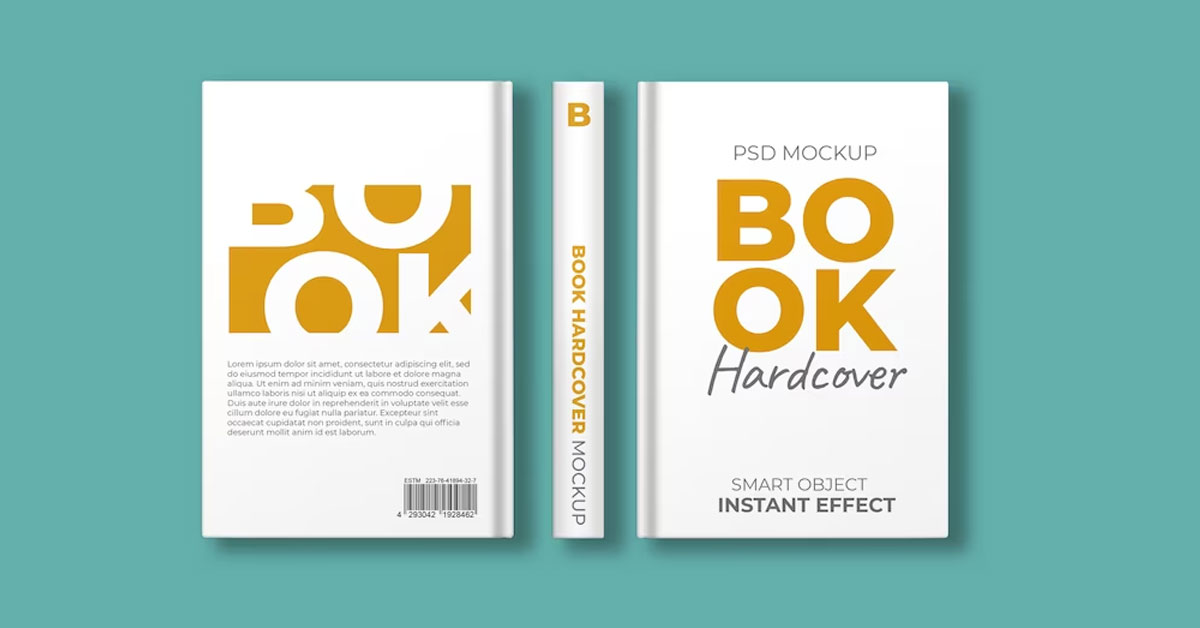 BO
OK
Lorem ipsum dolor sit amet, consectetur adipiscing elit, sed
do eiusmod tempor incididunt ut labore et dolore magna
aliqua. Ut enim ad minim veniam, quis nostrud exercitation
ullamco laboris nisi ut aliquip ex ea commodo consequat.
Duis aute irure dolor in reprehenderit in voluptate velit esse
cillum dolore eu fugiat nulla pariatur. Excepteur sint
occaecat cupidatat non proident, sunt in culpa qui officia
deserunt mollit anim id est laborum.
ESTM 223-76-41894-32-7
4 293042 1928462
B
BOOK HARDCOVER MOCKUP
PSD MOCKUP
BO
OK
Hardcover
SMART OBJECT
INSTANT EFFECT